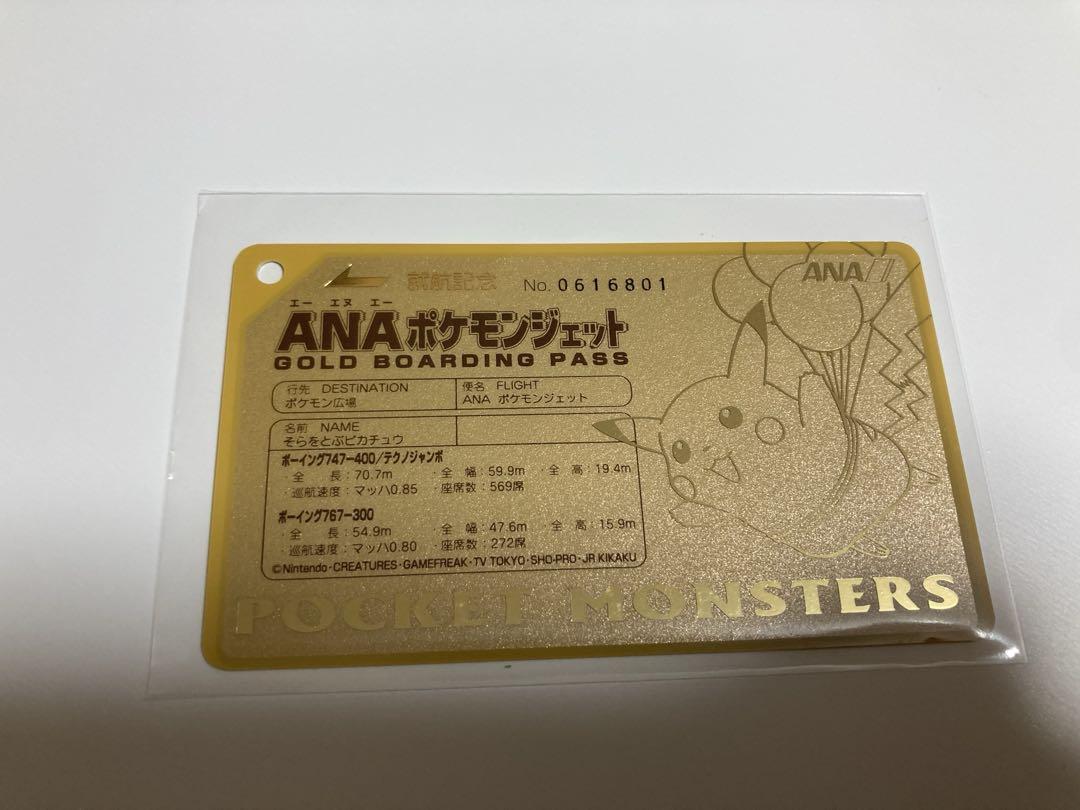 就航記念 No. 0616801
ANA
エー エヌ エー
ANAポケモンジェット
GOLD BOARDING PASS
行先 DESTINATION
ポケモン広場
便名 FLIGHT
ANA ポケモンジェット
名前 NAME
そらをとぶピカチュウ
ボーイング747-400/テクノジャンボ
・全 長：70.7m ・全 幅：59.9m ・全 高：19.4m
・巡航速度：マッハ0.85 ・座席数：569席
ボーイング767-300
・全 長：54.9m ・全 幅：47.6m ・全 高：15.9m
・巡航速度：マッハ0.80 ・座席数：272席
©Nintendo・CREATURES・GAMEFREAK・TV TOKYO・SHO-PRO・JR KIKAKU
POCKET MONSTERS